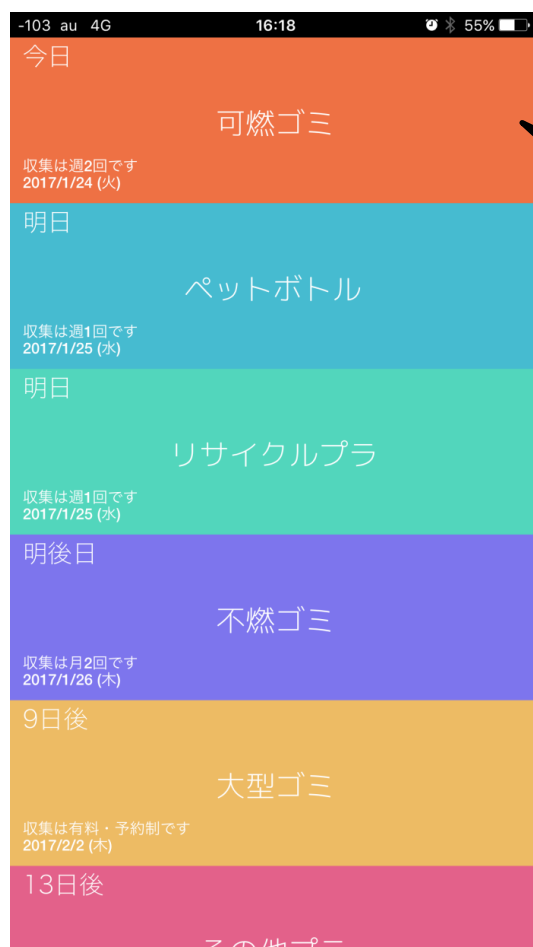 -103 au 4G 16:18 55%
今日
可燃ゴミ
収集は週2回です
2017/1/24 (火)
明日
ペットボトル
収集は週1回です
2017/1/25 (水)
明日
リサイクルプラ
収集は週1回です
2017/1/25 (水)
明後日
不燃ゴミ
収集は月2回です
2017/1/26 (木)
9日後
大型ゴミ
収集は有料・予約制です
2017/2/2 (木)
13日後
その他プラ